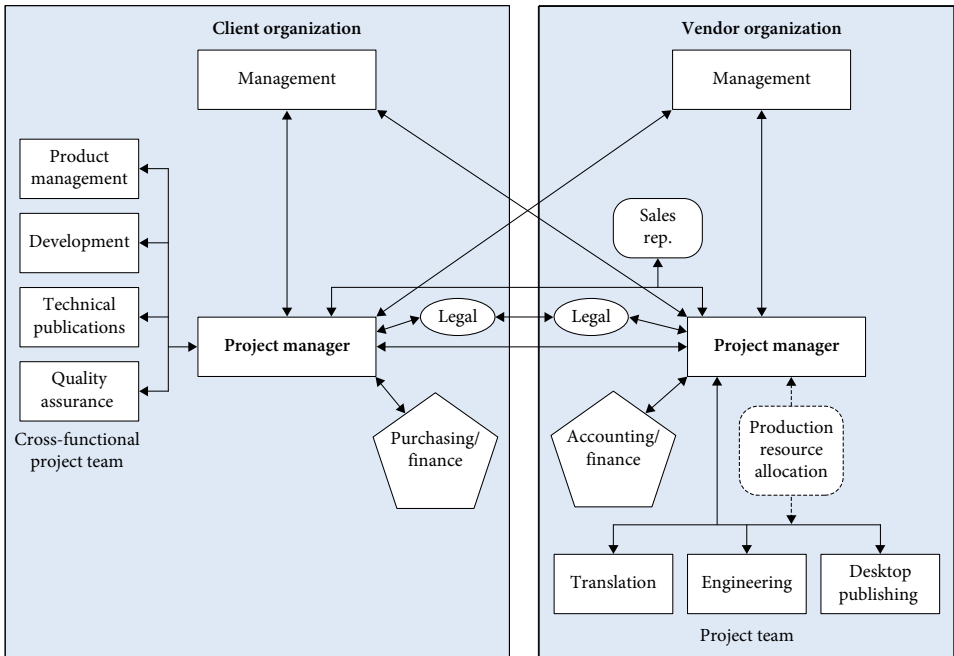 Client organization
Management
Product
management
Development
Technical
publications
Quality
assurance
Cross-functional
project team
Project manager
Legal
Purchasing/
finance
Vendor organization
Management
Sales
rep.
Legal
Project manager
Accounting/
finance
Production
resource
allocation
Translation
Engineering
Desktop
publishing
Project team